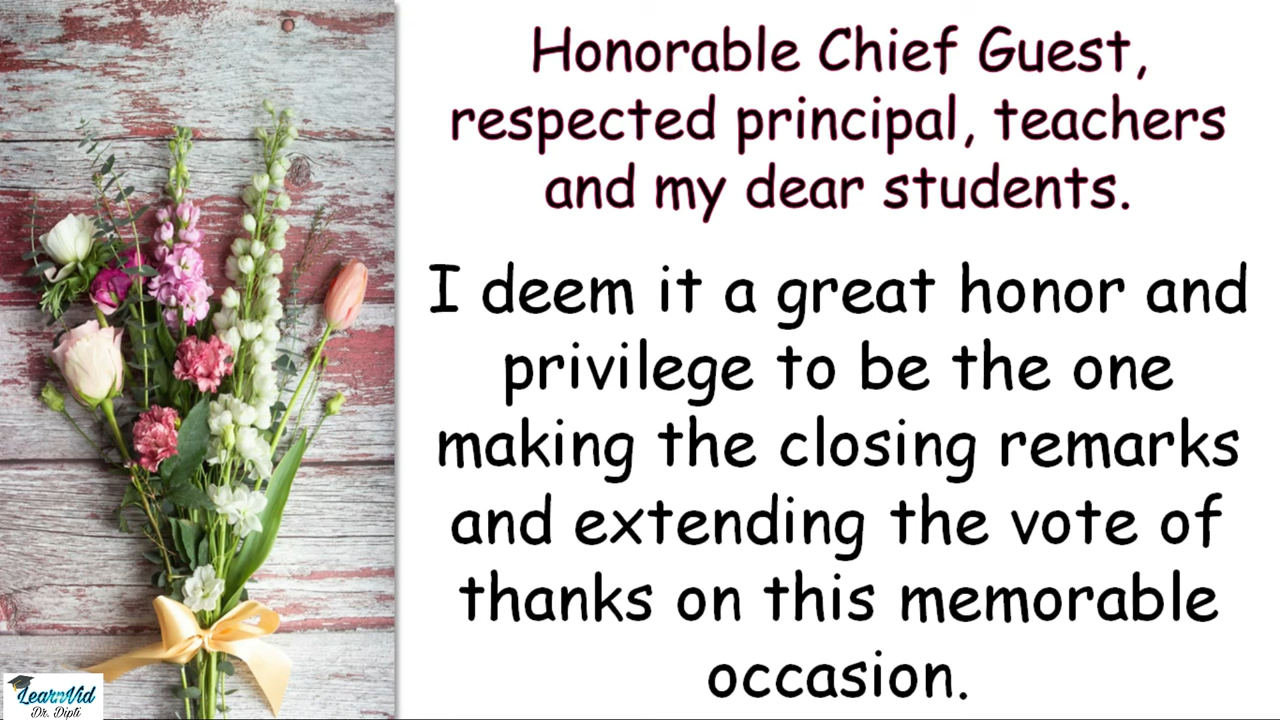 Honorable Chief Guest,
respected principal, teachers
and my dear students.
I deem it a great honor and
privilege to be the one
making the closing remarks
and extending the vote of
thanks on this memorable
occasion.
LearnVid
Dr. Dipti